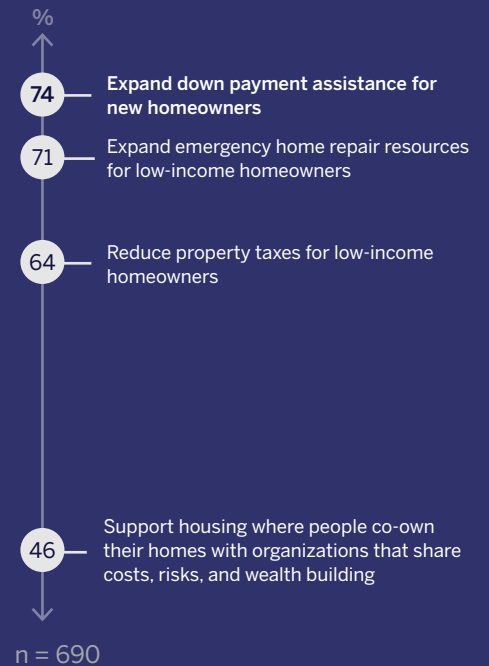 %
74
Expand down payment assistance for
new homeowners
71
Expand emergency home repair resources
for low-income homeowners
64
Reduce property taxes for low-income
homeowners
46
Support housing where people co-own
their homes with organizations that share
costs, risks, and wealth building
n = 690